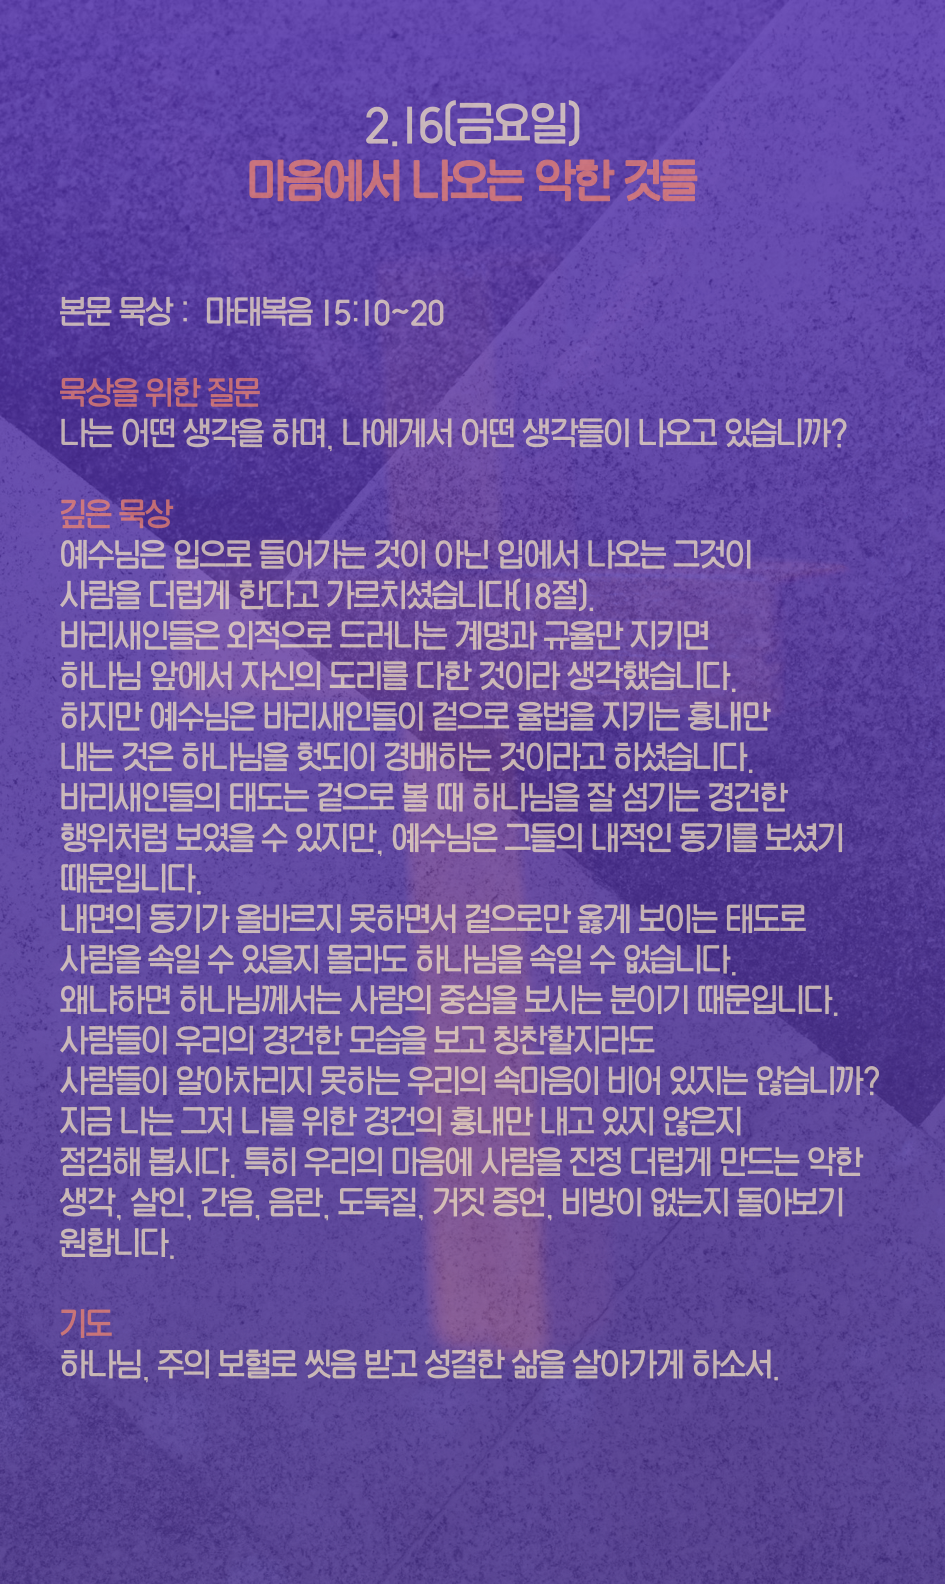 2.16(금요일)
마음에서 나오는 악한 것들
본문 묵상 : 마태복음 15:10~20
묵상을 위한 질문
나는 어떤 생각을 하며, 나에게서 어떤 생각들이 나오고 있습니까?
깊은 묵상
예수님은 입으로 들어가는 것이 아닌 입에서 나오는 그것이
사람을 더럽게 한다고 가르치셨습니다(18절).
바리새인들은 외적으로 드러나는 계명과 규율만 지키면
하나님 앞에서 자신의 도리를 다한 것이라 생각했습니다.
하지만 예수님은 바리새인들이 겉으로 율법을 지키는 흉내만
내는 것은 하나님을 헛되이 경배하는 것이라고 하셨습니다.
바리새인들의 태도는 겉으로 볼 때 하나님을 잘 섬기는 경건한
행위처럼 보였을 수 있지만, 예수님은 그들의 내적인 동기를 보셨기
때문입니다.
내면의 동기가 올바르지 못하면서 겉으로만 옳게 보이는 태도로
사람을 속일 수 있을지 몰라도 하나님을 속일 수 없습니다.
왜냐하면 하나님께서는 사람의 중심을 보시는 분이기 때문입니다.
사람들이 우리의 경건한 모습을 보고 칭찬할지라도
사람들이 알아차리지 못하는 우리의 속마음이 비어 있지는 않습니까?
지금 나는 그저 나를 위한 경건의 흉내만 내고 있지 않은지
점검해 봅시다. 특히 우리의 마음에 사람을 진정 더럽게 만드는 악한
생각, 살인, 간음, 음란, 도둑질, 거짓 증언, 비방이 없는지 돌아보기
원합니다.
기도
하나님, 주의 보혈로 씻음 받고 성결한 삶을 살아가게 하소서.